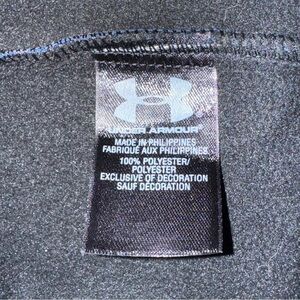 UNDER ARMOUR
MADE IN PHILIPPINES
FABRIQUÉ AUX PHILIPPINES
100% POLYESTER/
POLYESTER
EXCLUSIVE OF DECORATION
SAUF DÉCORATION